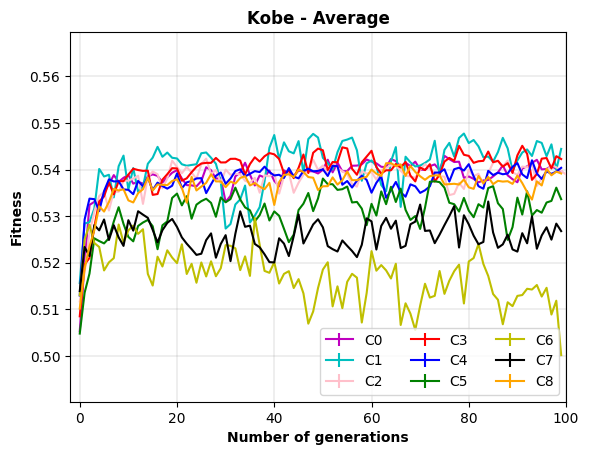 Kobe - Average
Fitness
0.56
0.55
0.54
0.53
0.52
0.51
0.50
C0 C3 C6
C1 C4 C7
C2 C5 C8
0 20 40 60 80 100
Number of generations